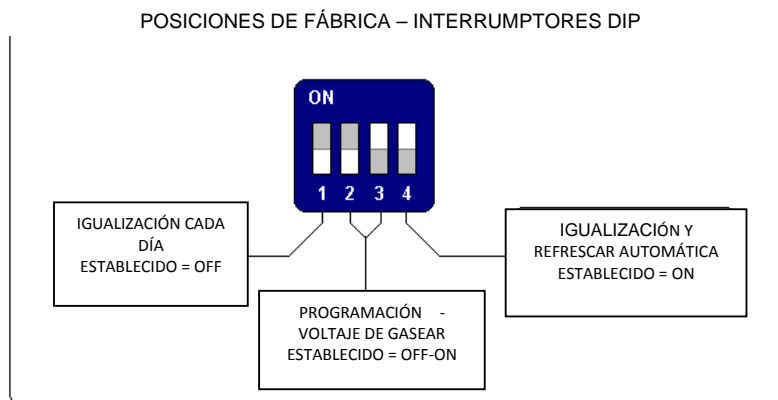 POSICIONES DE FÁBRICA – INTERRUMPTORES DIP
ON
1 2 3 4
IGUALIZACIÓN CADA
DÍA
ESTABLECIDO = OFF
PROGRAMACIÓN -
VOLTAJE DE GASEAR
ESTABLECIDO = OFF-ON
IGUALIZACIÓN Y
REFRESCAR AUTOMÁTICA
ESTABLECIDO = ON